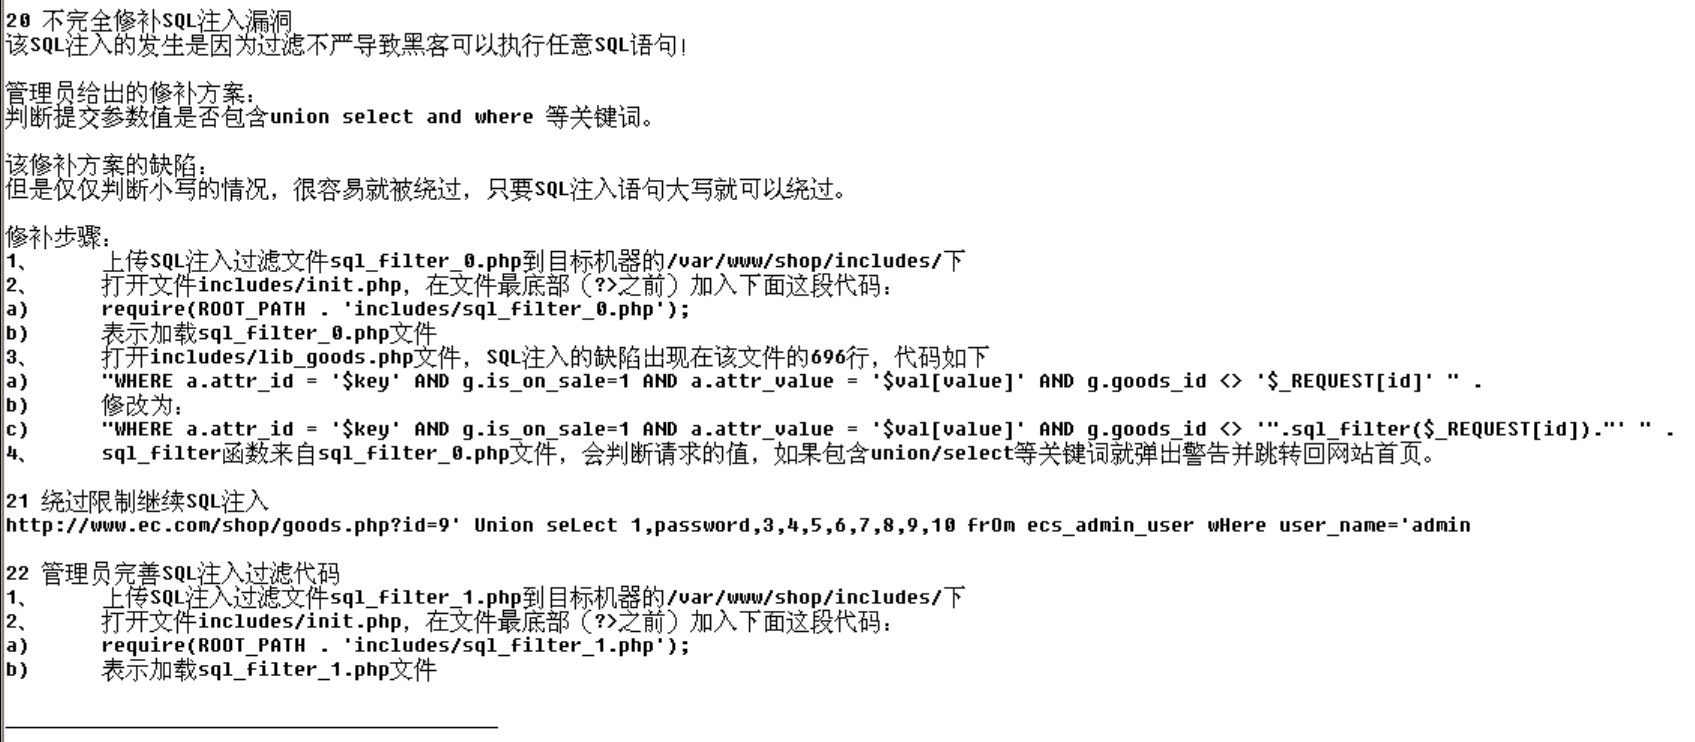 20 不完全修补SQL注入漏洞
该SQL注入的发生是因为过滤不严导致黑客可以执行任意SQL语句!
管理员给出的修补方案:
判断提交参数值是否包含union select and where 等关键词。
该修补方案的缺陷:
但是仅仅判断小写的情况，很容易就被绕过，只要SQL注入语句大写就可以绕过。
修补步骤:
1、 上传SQL注入过滤文件sql_filter_0.php到目标机器的/var/www/shop/includes/下
2、 打开文件includes/init.php，在文件最底部（?>之前）加入下面这段代码:
a) require(ROOT_PATH . 'includes/sql_filter_0.php');
b) 表示加载sql_filter_0.php文件
3、 打开includes/lib_goods.php文件，SQL注入的缺陷出现在该文件的696行，代码如下
a) "WHERE a.attr_id = '$key' AND g.is_on_sale=1 AND a.attr_value = '$val[value]' AND g.goods_id <> '$_REQUEST[id]' " .
b) 修改为:
c) "WHERE a.attr_id = '$key' AND g.is_on_sale=1 AND a.attr_value = '$val[value]' AND g.goods_id <> '".sql_filter($_REQUEST[id])."' " .
4、 sql_filter函数来自sql_filter_0.php文件，会判断请求的值，如果包含union/select等关键词就弹出警告并跳转回网站首页。
21 绕过限制继续SQL注入
http://www.ec.com/shop/goods.php?id=9' Union seLect 1,password,3,4,5,6,7,8,9,10 frOm ecs_admin_user wHere user_name='admin
22 管理员完善SQL注入过滤代码
1、 上传SQL注入过滤文件sql_filter_1.php到目标机器的/var/www/shop/includes/下
2、 打开文件includes/init.php，在文件最底部（?>之前）加入下面这段代码:
a) require(ROOT_PATH . 'includes/sql_filter_1.php');
b) 表示加载sql_filter_1.php文件